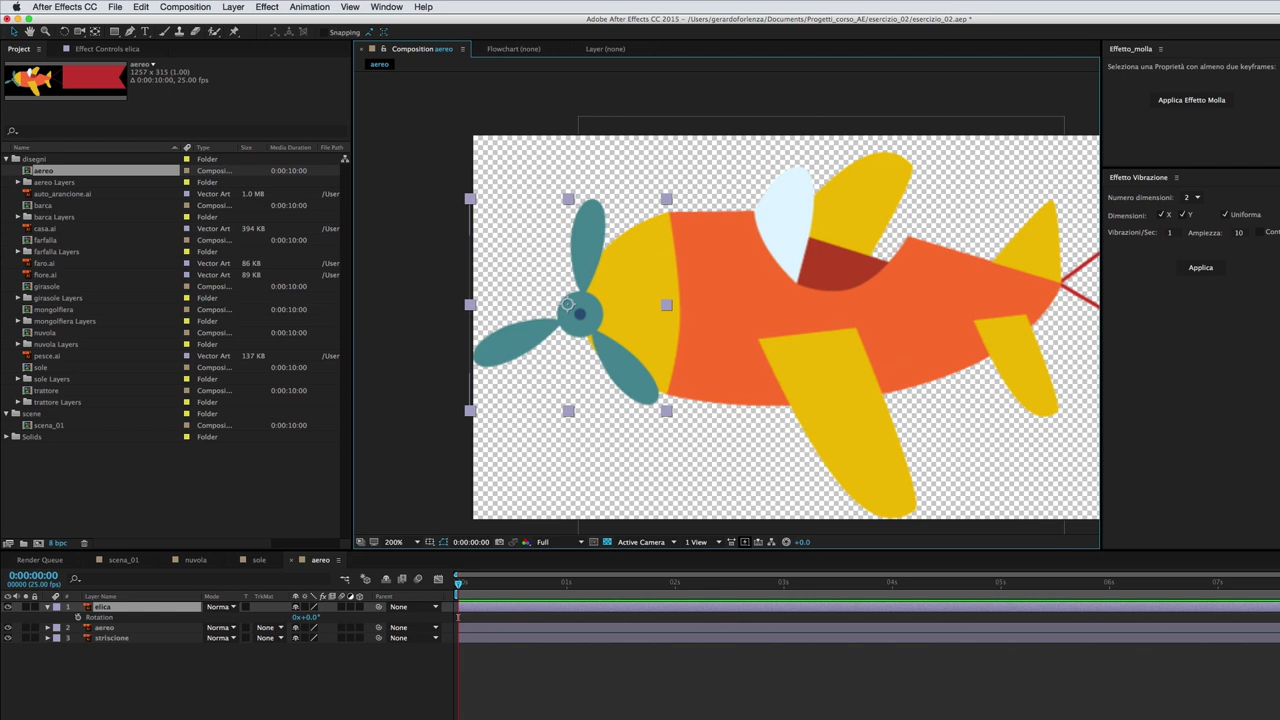 After Effects CC File Edit Composition Layer Effect Animation View Window Help
Adobe After Effects CC 2015 - /Users/gerardoforlenza/Documents/Progetti_corso_AE/esercizio_02/esercizio_02.aep *
Snapping
Project Effect Controls elica
Composition aereo Flowchart (none) Layer (none)
aereo
aereo
1257 x 315 (1.00)
Δ 0:00:10:00, 25.00 fps
Name Type Size Media Duration File Path
disegni Folder
aereo Composi... 0:00:10:00
aereo Layers Folder
auto_arancione.ai Vector Art 1.0 MB /User
barca Composi... 0:00:10:00
barca Layers Folder
casa.ai Vector Art 394 KB /User
farfalla Composi... 0:00:10:00
farfalla Layers Folder
faro.ai Vector Art 86 KB /User
fiore.ai Vector Art 89 KB /User
girasole Composi... 0:00:10:00
girasole Layers Folder
mongolfiera Composi... 0:00:10:00
mongolfiera Layers Folder
nuvola Composi... 0:00:10:00
nuvola Layers Folder
pesce.ai Vector Art 137 KB /User
sole Composi... 0:00:10:00
sole Layers Folder
trattore Composi... 0:00:10:00
trattore Layers Folder
scene Folder
scena_01 Composi... 0:00:10:00
Solids Folder
8 bpc
200% 0:00:00:00 Full Active Camera 1 View +0.0
Effetto_molla
Seleziona una Proprietà con almeno due keyframes:
Applica Effetto Molla
Effetto Vibrazione
Numero dimensioni: 2
Dimensioni: X Y Uniforma
Vibrazioni/Sec: 1 Ampiezza: 10 Cont
Applica
Render Queue scena_01 nuvola sole aereo
0:00:00:00
00000 (25.00 fps)
# Layer Name Mode T TrkMat Parent
1 elica Norma None
Rotation 0x+0.0°
2 aereo Norma None None
3 striscione Norma None None
01s 02s 03s 04s 05s 06s 07s